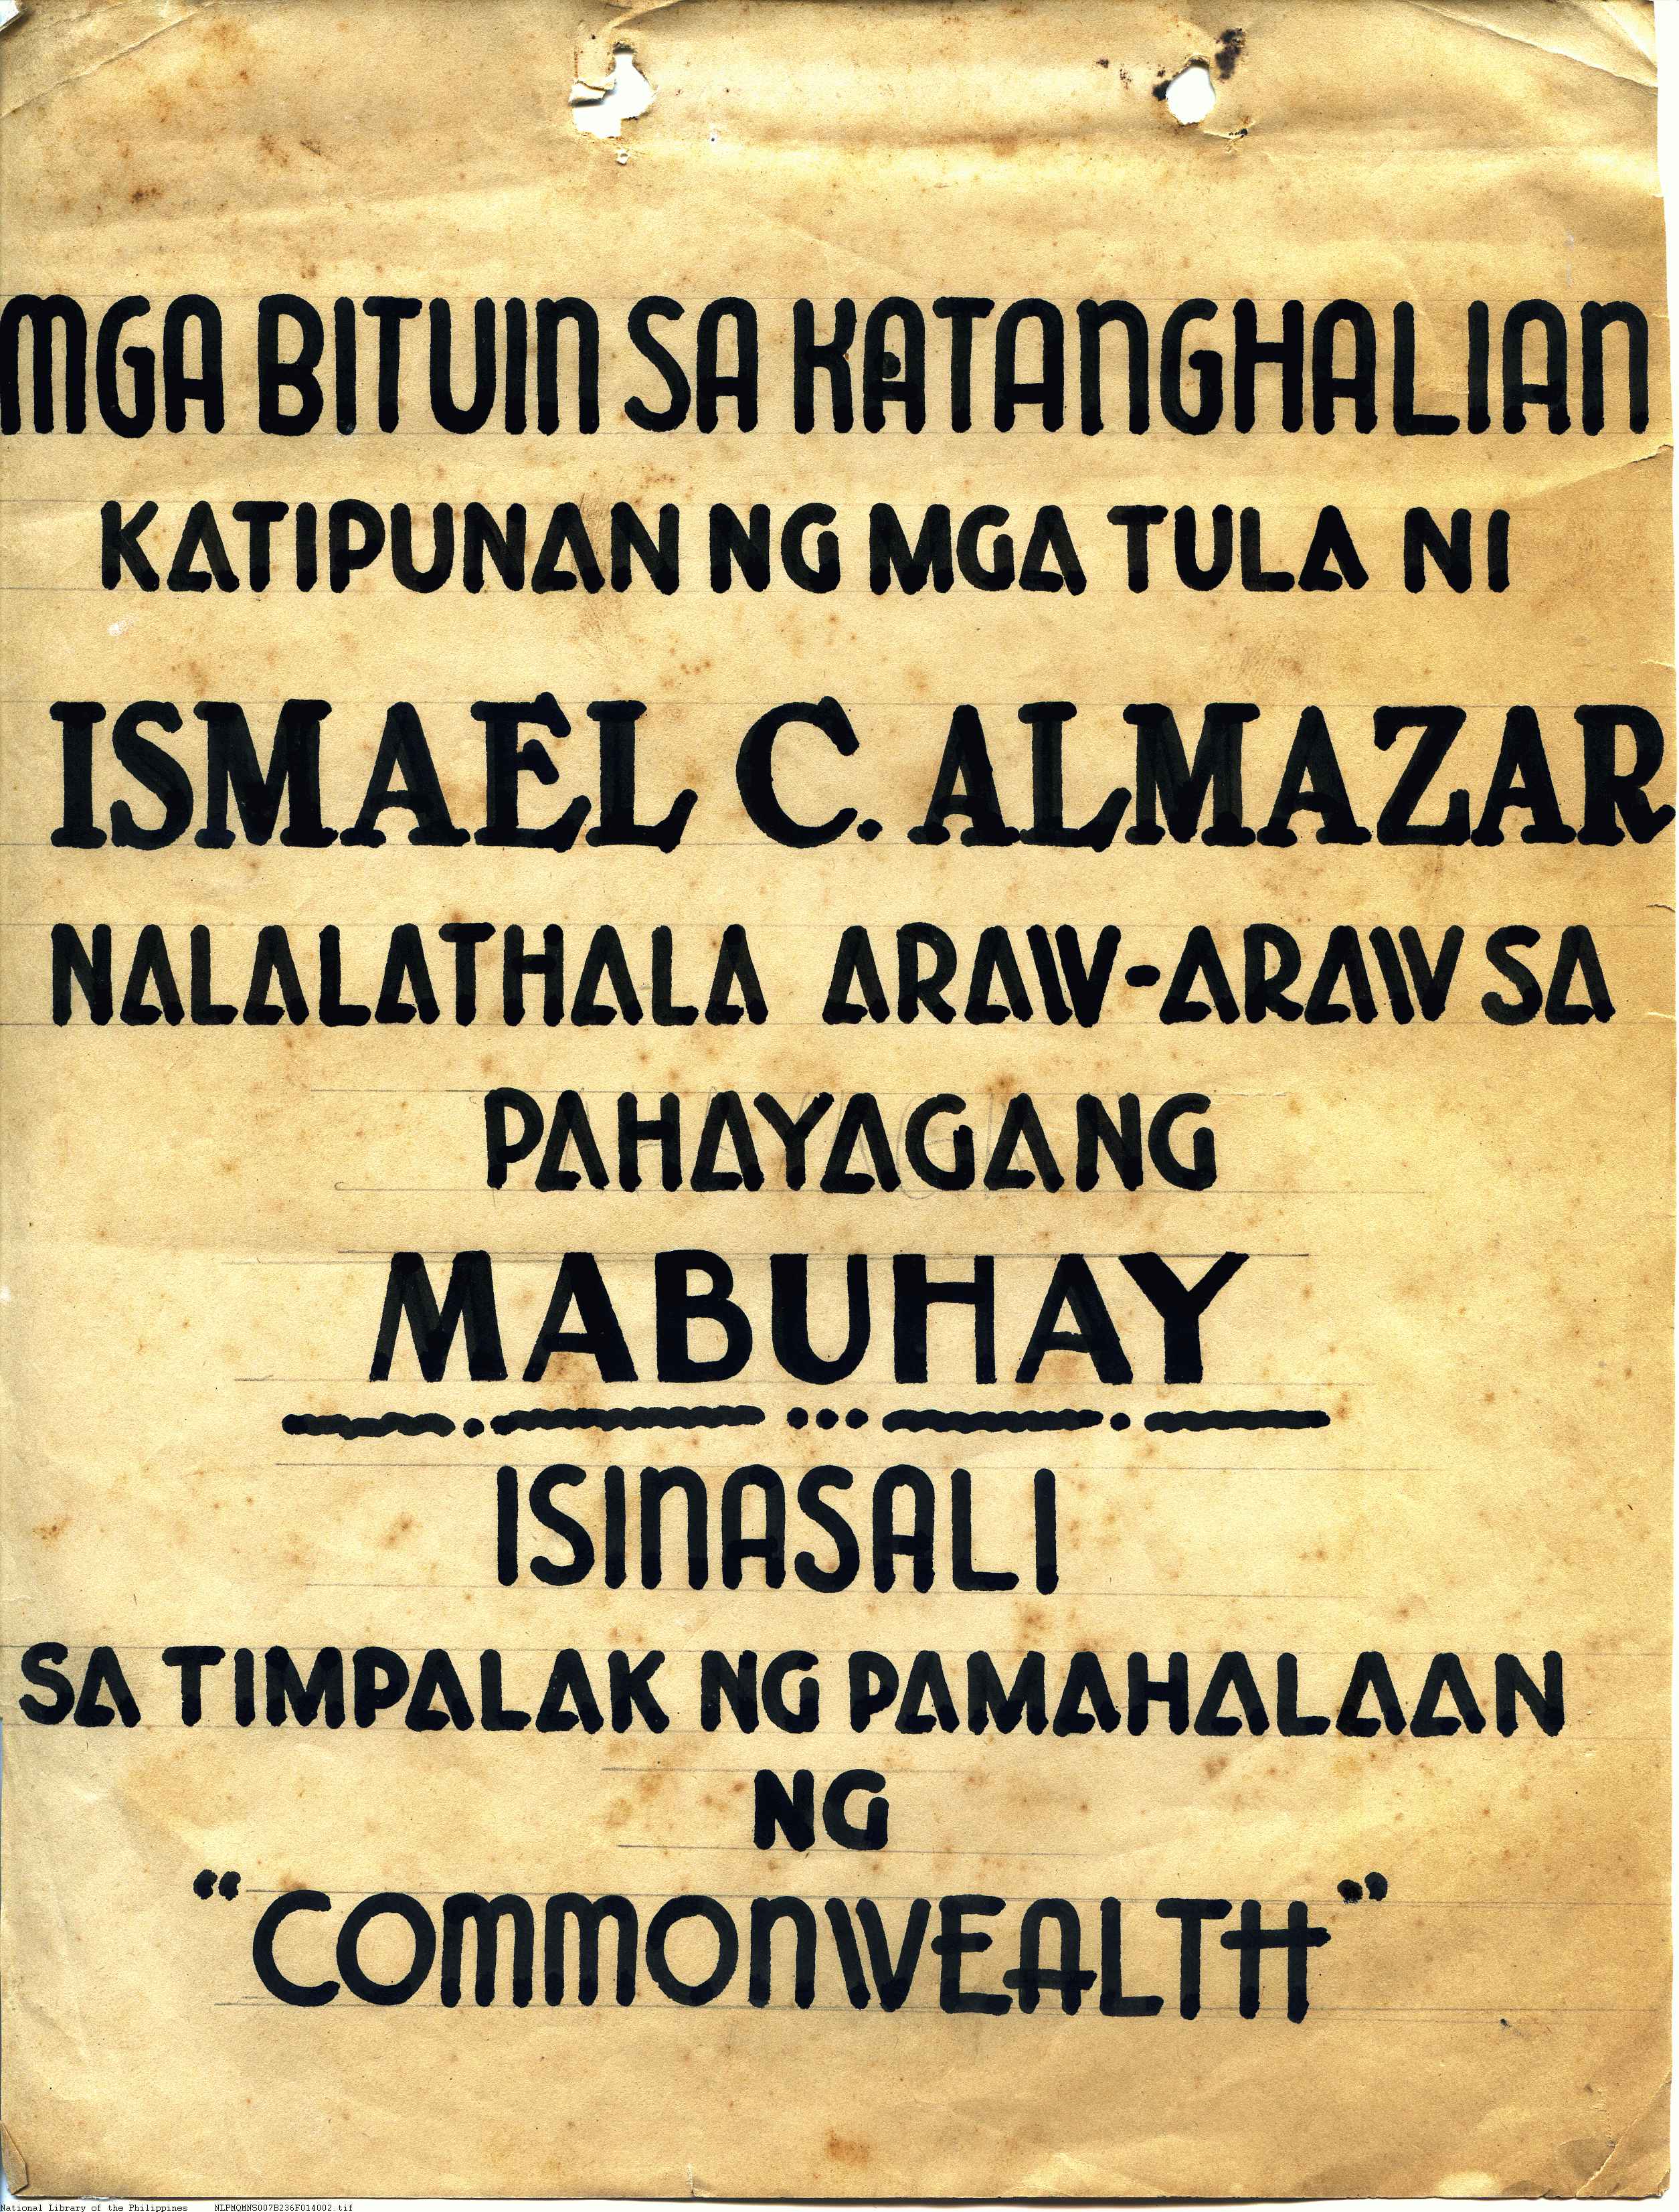 MGA BITUIN SA KATANGHALIAN
KATIPUNAN NG MGA TULA NI
ISMAEL C. ALMAZAR
NALALATHALA ARAW-ARAW SA
PAHAYAGANG
MABUHAY
ISINASALI
SA TIMPALAK NG PAMAHALAAN
NG
"COMMONWEALTH"
National Library of the Philippines NLPMQMNS007B236F014002.tif